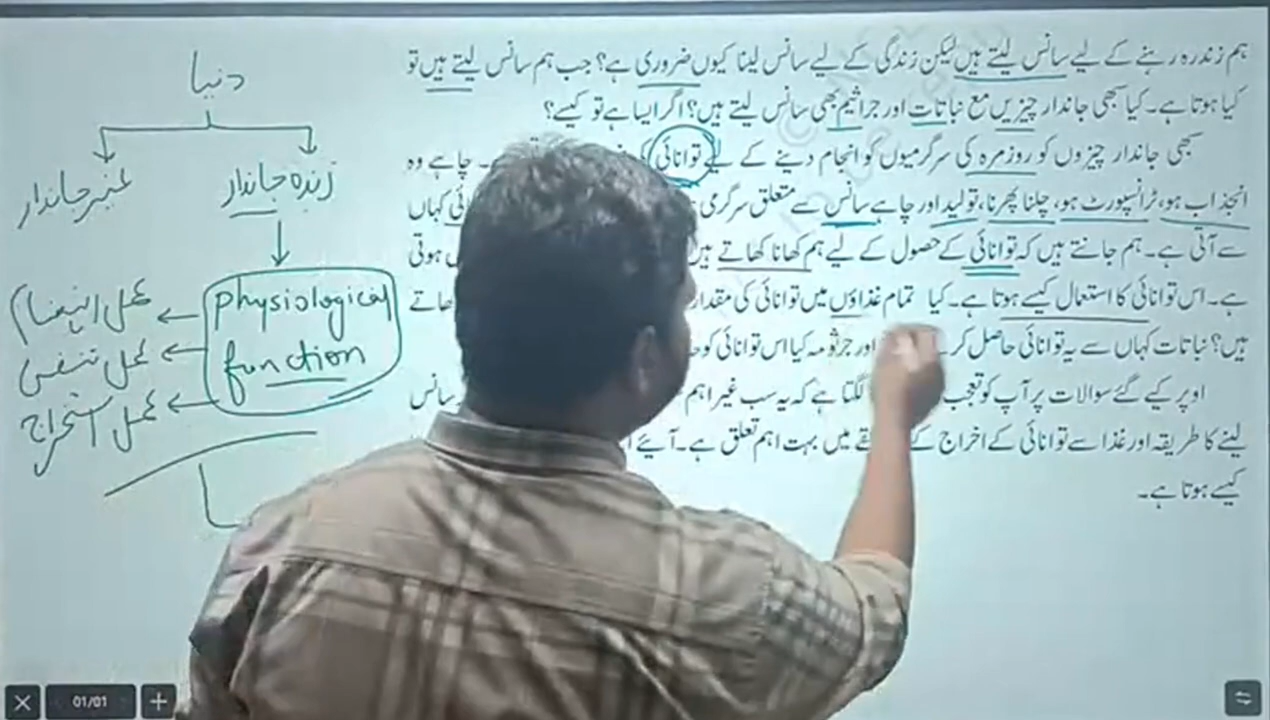 ہم زندہ رہنے کے لیے سانس لیتے ہیں لیکن زندگی کے لیے سانس لینا کیوں ضروری ہے؟ جب ہم سانس لیتے ہیں تو
کیا ہوتا ہے۔ کیا سبھی جاندار چیزیں مع نباتات اور جراثیم بھی سانس لیتے ہیں؟ اگر ایسا ہے تو کیسے؟
سبھی جاندار چیزوں کو روزمرہ کی سرگرمیوں کو انجام دینے کے لیے توانائی چاہے وہ
انجذاب ہو، ٹرانسپورٹ ہو، چلنا پھرنا، تولید اور چاہے سانس سے متعلق سرگرمی کہاں
سے آتی ہے۔ ہم جانتے ہیں کہ توانائی کے حصول کے لیے ہم کھانا کھاتے ہیں ہوتی
ہے۔ اس توانائی کا استعمال کیسے ہوتا ہے۔ کیا تمام غذاؤں میں توانائی کی مقدار کھاتے
ہیں؟ نباتات کہاں سے یہ توانائی حاصل کر اور جرثومہ کیا اس توانائی کو
اوپر کیے گئے سوالات پر آپ کو تعجب لگتا ہے کہ یہ سب غیر اہم سانس
لینے کا طریقہ اور غذا سے توانائی کے اخراج کے میں بہت اہم تعلق ہے۔ آیئے
کیسے ہوتا ہے۔
دنیا
زندہ جاندار
غیر جاندار
physiological
function
عمل انہضام
عمل تنفس
عمل استخراج
01/01